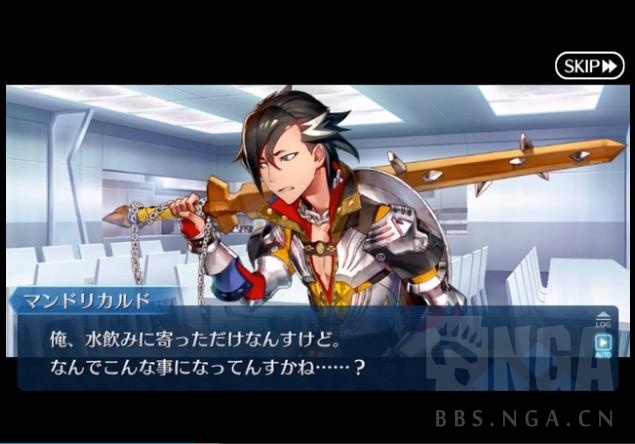 SKIP
マンドリカルド
俺、水飲みに寄っただけなんすけど。
なんでこんな事になってんすかね……？
LOG
AUTO
NGA
BBS.NGA.CN